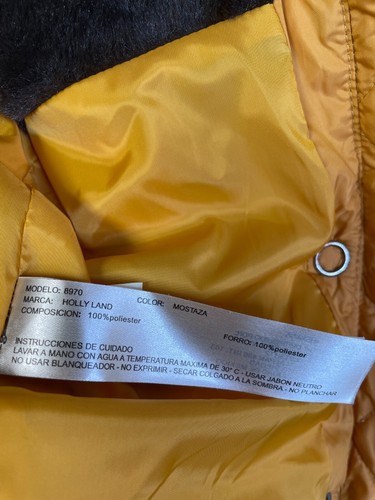 MODELO: 8970
MARCA: HOLLY LAND COLOR: MOSTAZA
COMPOSICION: 100%poliester FORRO:100%poliester
INSTRUCCIONES DE CUIDADO
LAVAR A MANO CON AGUA A TEMPERATURA MAXIMA DE 30° C - USAR JABON NEUTRO
NO USAR BLANQUEADOR - NO EXPRIMIR - SECAR COLGADO A LA SOMBRA - NO PLANCHAR